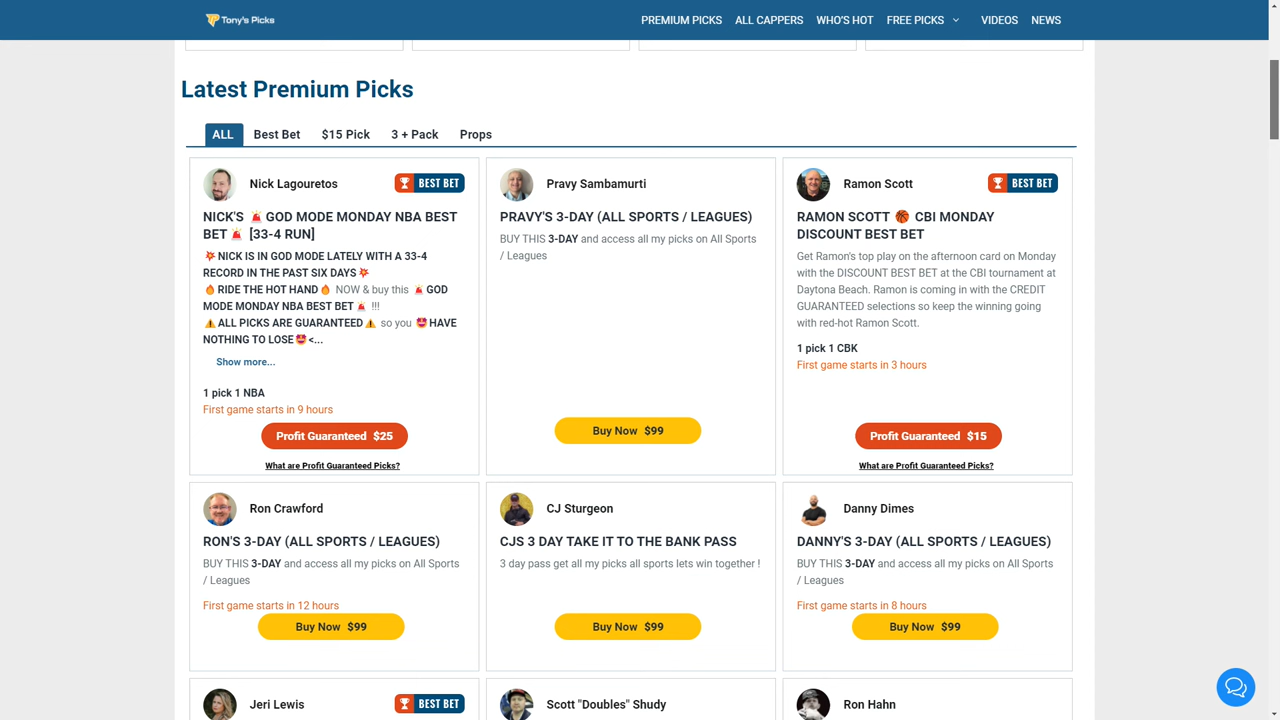 Tony's Picks
PREMIUM PICKS
ALL CAPPERS
WHO'S HOT
FREE PICKS
VIDEOS
NEWS
Latest Premium Picks
ALL
Best Bet
$15 Pick
3 + Pack
Props
Nick Lagouretos
BEST BET
NICK'S 🚨GOD MODE MONDAY NBA BEST
BET🚨 [33-4 RUN]
💥NICK IS IN GOD MODE LATELY WITH A 33-4
RECORD IN THE PAST SIX DAYS💥
🔥RIDE THE HOT HAND🔥 NOW & buy this 🚨GOD
MODE MONDAY NBA BEST BET🚨 !!!
⚠️ALL PICKS ARE GUARANTEED⚠️ so you 🤩HAVE
NOTHING TO LOSE🤩<...
Show more...
1 pick 1 NBA
First game starts in 9 hours
Profit Guaranteed $25
What are Profit Guaranteed Picks?
Pravy Sambamurti
PRAVY'S 3-DAY (ALL SPORTS / LEAGUES)
BUY THIS 3-DAY and access all my picks on All Sports
/ Leagues
Buy Now $99
Ramon Scott
BEST BET
RAMON SCOTT 🏀 CBI MONDAY
DISCOUNT BEST BET
Get Ramon's top play on the afternoon card on Monday
with the DISCOUNT BEST BET at the CBI tournament at
Daytona Beach. Ramon is coming in with the CREDIT
GUARANTEED selections so keep the winning going
with red-hot Ramon Scott.
1 pick 1 CBK
First game starts in 3 hours
Profit Guaranteed $15
What are Profit Guaranteed Picks?
Ron Crawford
RON'S 3-DAY (ALL SPORTS / LEAGUES)
BUY THIS 3-DAY and access all my picks on All Sports
/ Leagues
First game starts in 12 hours
Buy Now $99
CJ Sturgeon
CJS 3 DAY TAKE IT TO THE BANK PASS
3 day pass get all my picks all sports lets win together !
Buy Now $99
Danny Dimes
DANNY'S 3-DAY (ALL SPORTS / LEAGUES)
BUY THIS 3-DAY and access all my picks on All Sports
/ Leagues
First game starts in 8 hours
Buy Now $99
Jeri Lewis
BEST BET
Scott "Doubles" Shudy
Ron Hahn